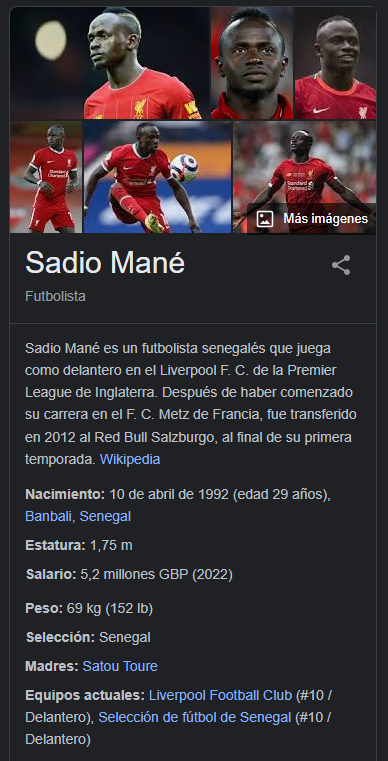 Más imágenes
Sadio Mané
Futbolista
Sadio Mané es un futbolista senegalés que juega
como delantero en el Liverpool F. C. de la Premier
League de Inglaterra. Después de haber comenzado
su carrera en el F. C. Metz de Francia, fue transferido
en 2012 al Red Bull Salzburgo, al final de su primera
temporada. Wikipedia
Nacimiento: 10 de abril de 1992 (edad 29 años),
Banbali, Senegal
Estatura: 1,75 m
Salario: 5,2 millones GBP (2022)
Peso: 69 kg (152 lb)
Selección: Senegal
Madres: Satou Toure
Equipos actuales: Liverpool Football Club (#10 /
Delantero), Selección de fútbol de Senegal (#10 /
Delantero)